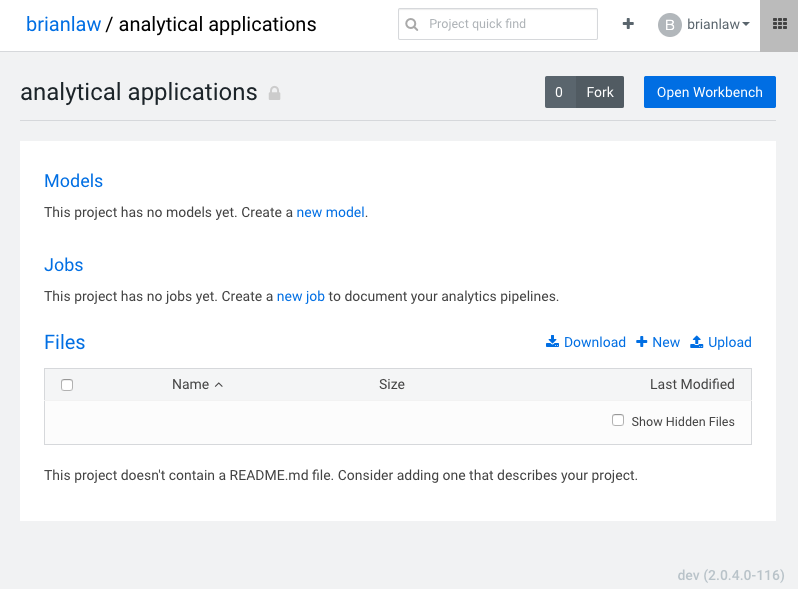 brianlaw / analytical applications
Project quick find
B brianlaw
analytical applications
0 Fork
Open Workbench
Models
This project has no models yet. Create a new model.
Jobs
This project has no jobs yet. Create a new job to document your analytics pipelines.
Files
Download New Upload
Name Size Last Modified
Show Hidden Files
This project doesn't contain a README.md file. Consider adding one that describes your project.
dev (2.0.4.0-116)